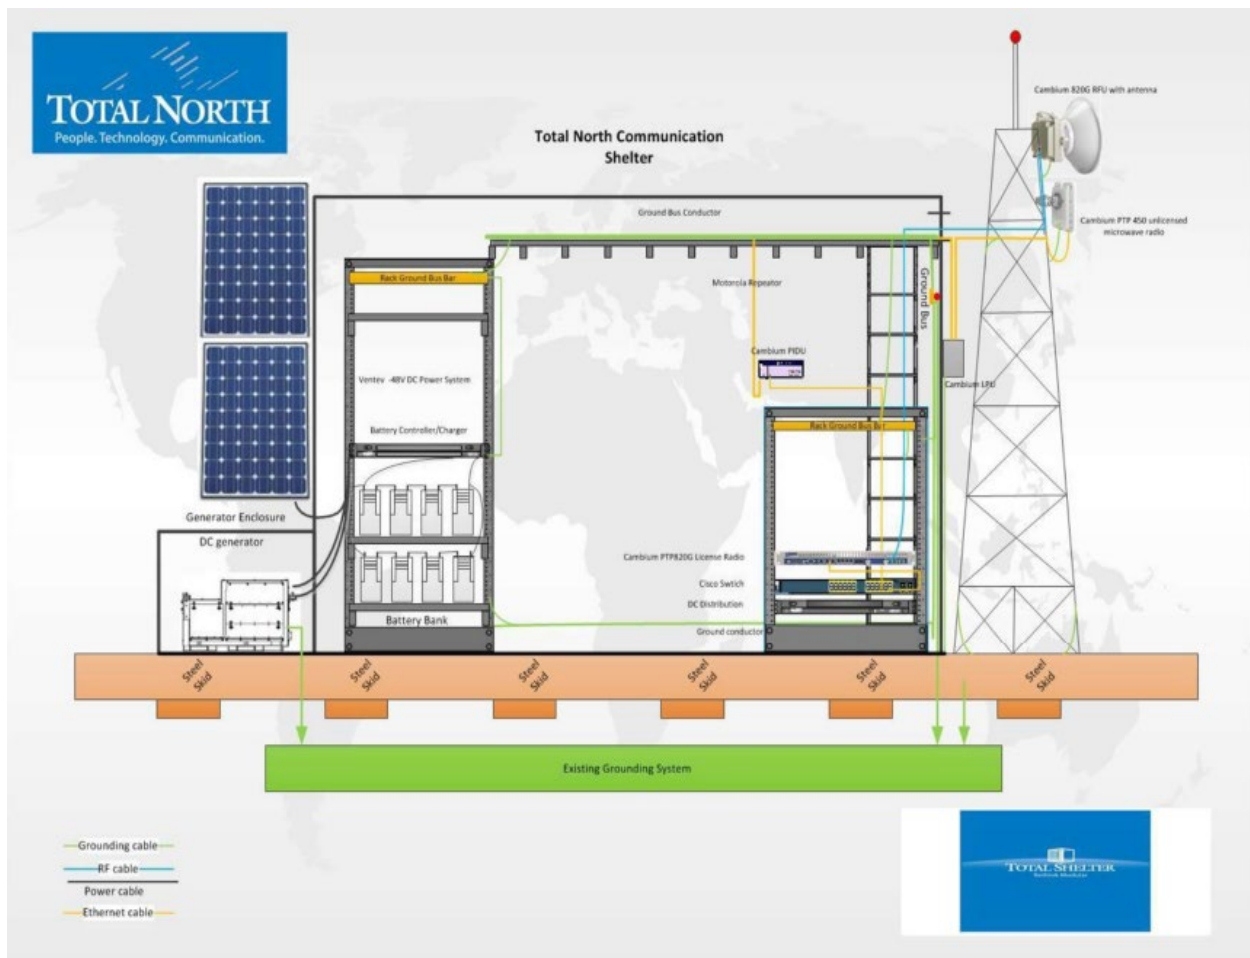 TOTAL NORTH
People. Technology. Communication.
Total North Communication
Shelter
Cambium 820G RFU with antenna
Ground Bus Conductor
Cambium PTP 450 unlicensed
microwave radio
Rack Ground Bus Bar
Motorola Repeator
Ground Bus
Ventev -48V DC Power System
Cambium PIDU
Cambium LPU
Battery Controller/Charger
Rack Ground Bus Bar
Generator Enclosure
DC generator
Cambium PTP820G License Radio
Cisco Swtich
DC Distribution
Battery Bank
Ground conductor
Steel
Skid
Steel
Skid
Steel
Skid
Steel
Skid
Steel
Skid
Steel
Skid
Existing Grounding System
Grounding cable
RF cable
Power cable
Ethernet cable
TOTAL SHELTER